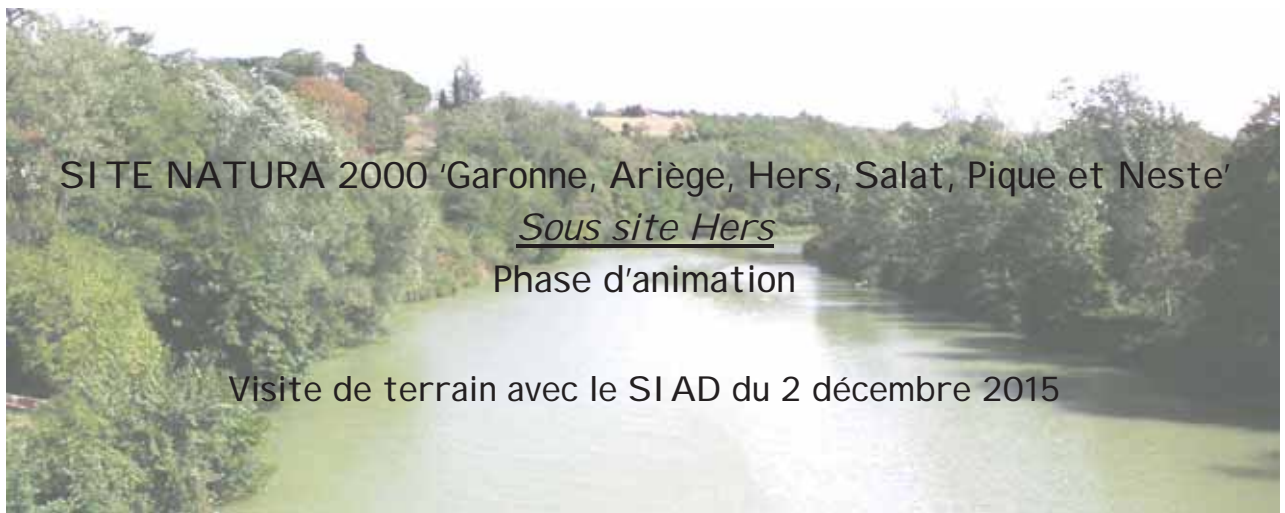 SITE NATURA 2000 'Garonne, Ariège, Hers, Salat, Pique et Neste'
Sous site Hers
Phase d'animation
Visite de terrain avec le SIAD du 2 décembre 2015